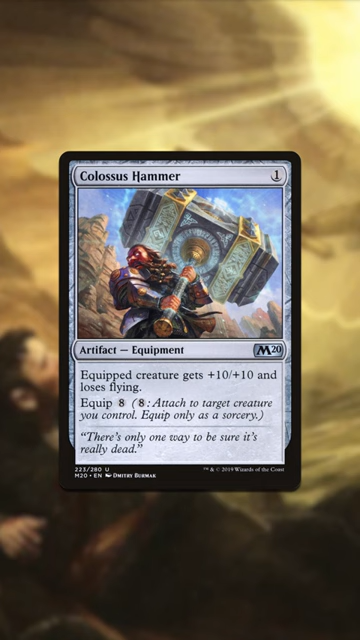 Colossus Hammer 1
Artifact — Equipment M20
Equipped creature gets +10/+10 and
loses flying.
Equip 8 (8: Attach to target creature
you control. Equip only as a sorcery.)
"There's only one way to be sure it's
really dead."
223/280 U
M20 • EN Dmitry Burmak
™ & © 2019 Wizards of the Coast